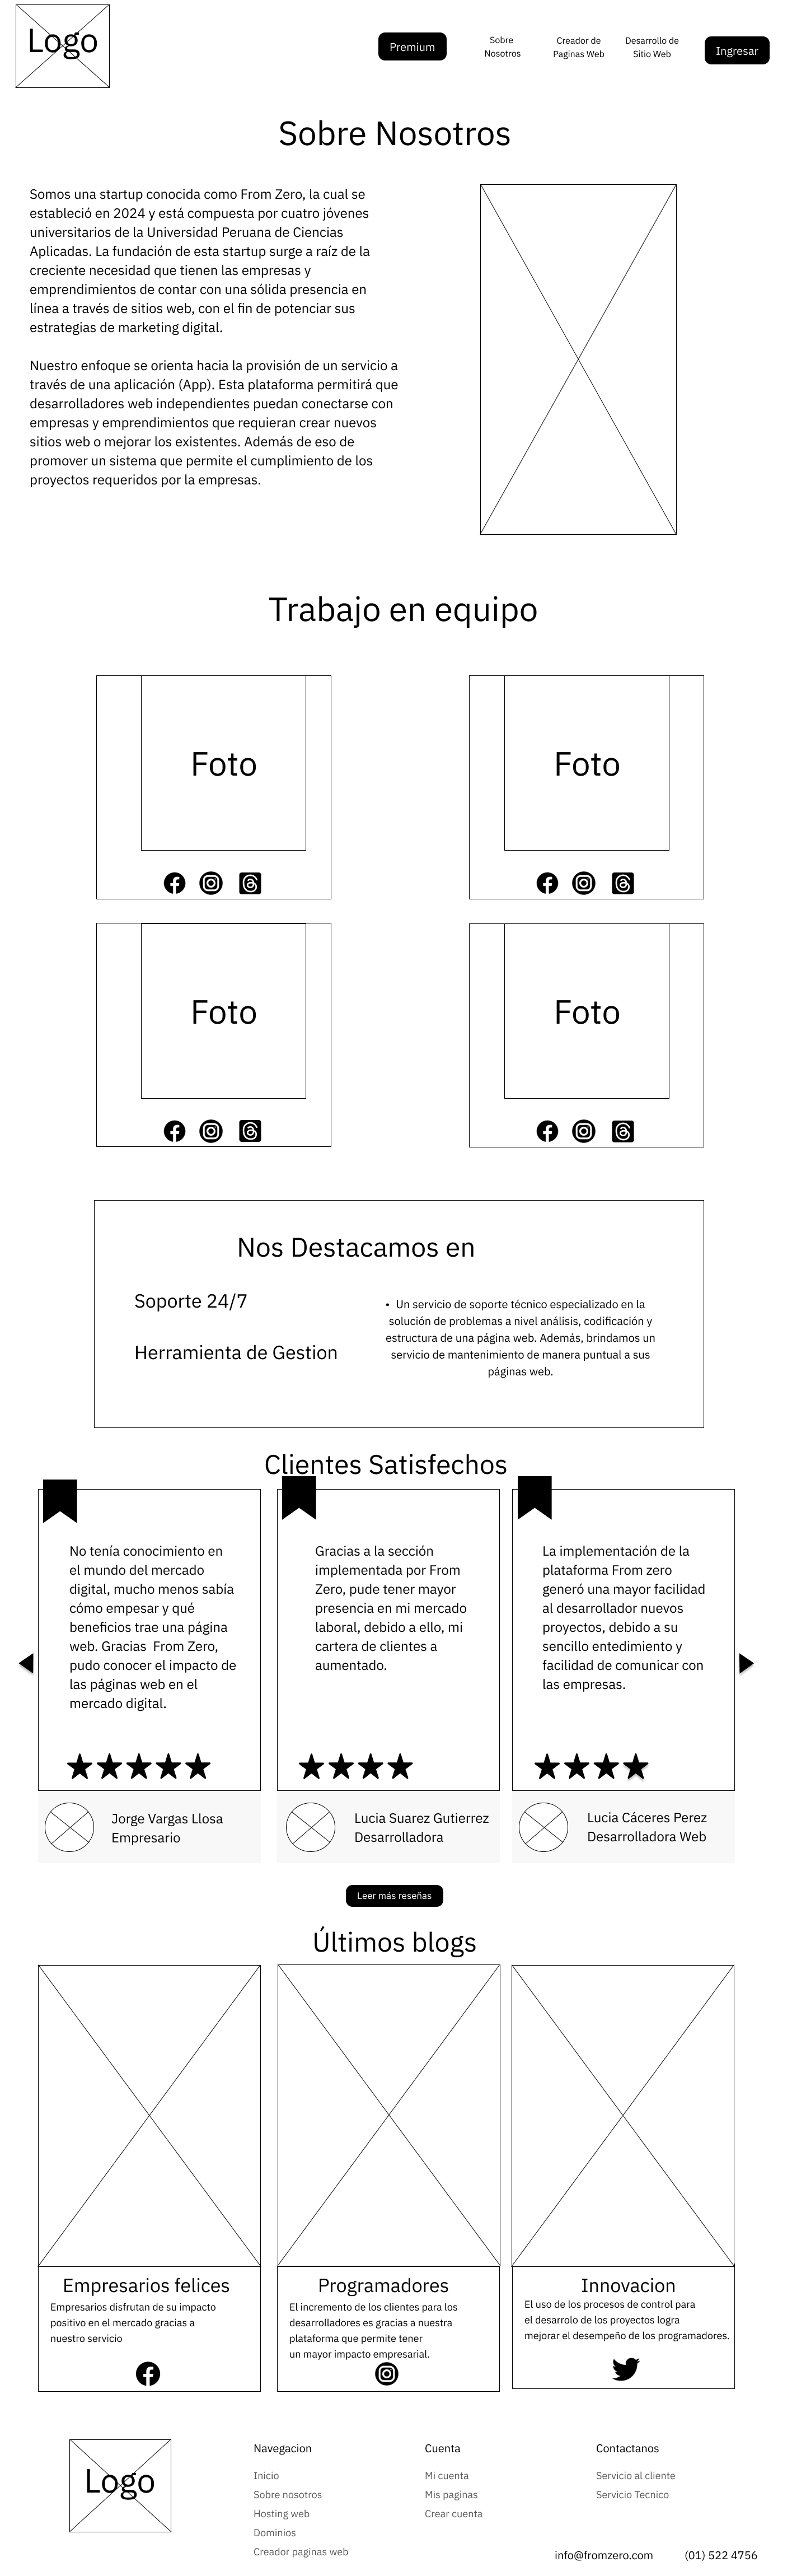 Logo
Premium
Sobre
Nosotros
Creador de
Paginas Web
Desarrollo de
Sitio Web
Ingresar
Sobre Nosotros
Somos una startup conocida como From Zero, la cual se
estableció en 2024 y está compuesta por cuatro jóvenes
universitarios de la Universidad Peruana de Ciencias
Aplicadas. La fundación de esta startup surge a raíz de la
creciente necesidad que tienen las empresas y
emprendimientos de contar con una sólida presencia en
línea a través de sitios web, con el fin de potenciar sus
estrategias de marketing digital.
Nuestro enfoque se orienta hacia la provisión de un servicio a
través de una aplicación (App). Esta plataforma permitirá que
desarrolladores web independientes puedan conectarse con
empresas y emprendimientos que requieran crear nuevos
sitios web o mejorar los existentes. Además de eso de
promover un sistema que permite el cumplimiento de los
proyectos requeridos por la empresas.
Trabajo en equipo
Foto
Foto
Foto
Foto
Nos Destacamos en
Soporte 24/7
Herramienta de Gestion
• Un servicio de soporte técnico especializado en la
solución de problemas a nivel análisis, codificación y
estructura de una página web. Además, brindamos un
servicio de mantenimiento de manera puntual a sus
páginas web.
Clientes Satisfechos
No tenía conocimiento en
el mundo del mercado
digital, mucho menos sabía
cómo empesar y qué
beneficios trae una página
web. Gracias  From Zero,
pudo conocer el impacto de
las páginas web en el
mercado digital.
Jorge Vargas Llosa
Empresario
Gracias a la sección
implementada por From
Zero, pude tener mayor
presencia en mi mercado
laboral, debido a ello, mi
cartera de clientes a
aumentado.
Lucia Suarez Gutierrez
Desarrolladora
La implementación de la
plataforma From zero
generó una mayor facilidad
al desarrollador nuevos
proyectos, debido a su
sencillo entedimiento y
facilidad de comunicar con
las empresas.
Lucia Cáceres Perez
Desarrolladora Web
Leer más reseñas
Últimos blogs
Empresarios felices
Empresarios disfrutan de su impacto
positivo en el mercado gracias a
nuestro servicio
Programadores
El incremento de los clientes para los
desarrolladores es gracias a nuestra
plataforma que permite tener
un mayor impacto empresarial.
Innovacion
El uso de los procesos de control para
el desarrolo de los proyectos logra
mejorar el desempeño de los programadores.
Logo
Navegacion
Inicio
Sobre nosotros
Hosting web
Dominios
Creador paginas web
Cuenta
Mi cuenta
Mis paginas
Crear cuenta
Contactanos
Servicio al cliente
Servicio Tecnico
info@fromzero.com
(01) 522 4756